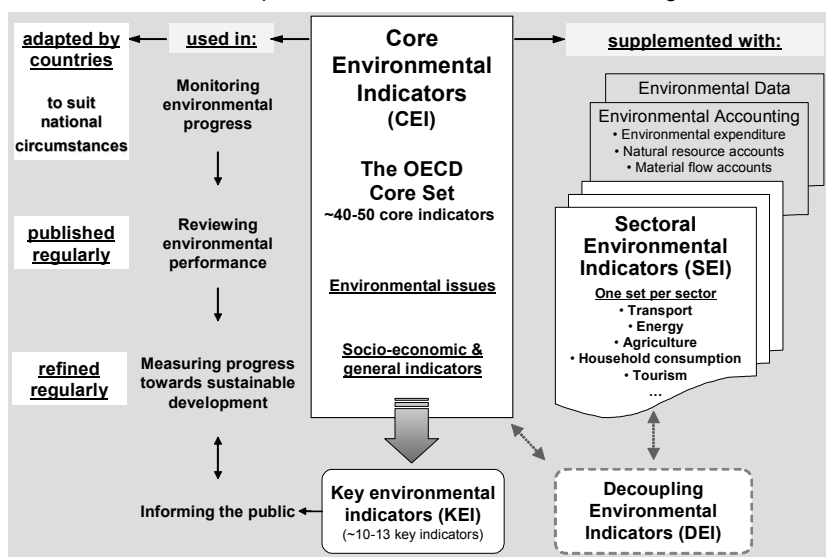 adapted by
countries
to suit
national
circumstances
published
regularly
refined
regularly
used in:
Monitoring
environmental
progress
Reviewing
environmental
performance
Measuring progress
towards sustainable
development
Informing the public
Core
Environmental
Indicators
(CEI)
The OECD
Core Set
~40-50 core indicators
Environmental issues
Socio-economic &
general indicators
Key environmental
indicators (KEI)
(~10-13 key indicators)
supplemented with:
Environmental Data
Environmental Accounting
• Environmental expenditure
• Natural resource accounts
• Material flow accounts
Sectoral
Environmental
Indicators (SEI)
One set per sector
• Transport
• Energy
• Agriculture
• Household consumption
• Tourism
…
Decoupling
Environmental
Indicators (DEI)